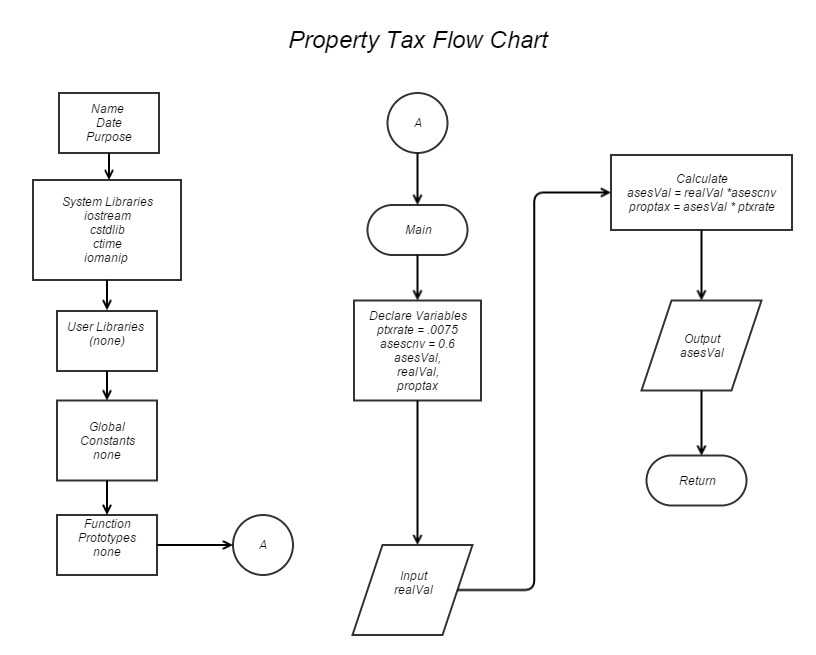 Property Tax Flow Chart
Name
Date
Purpose
System Libraries
iostream
cstdlib
ctime
iomanip
User Libraries
(none)
Global
Constants
none
Function
Prototypes
none
A
A
Main
Declare Variables
ptxrate = .0075
asescnv = 0.6
asesVal,
realVal,
proptax
Input
realVal
Calculate
asesVal = realVal *asescnv
proptax = asesVal * ptxrate
Output
asesVal
Return